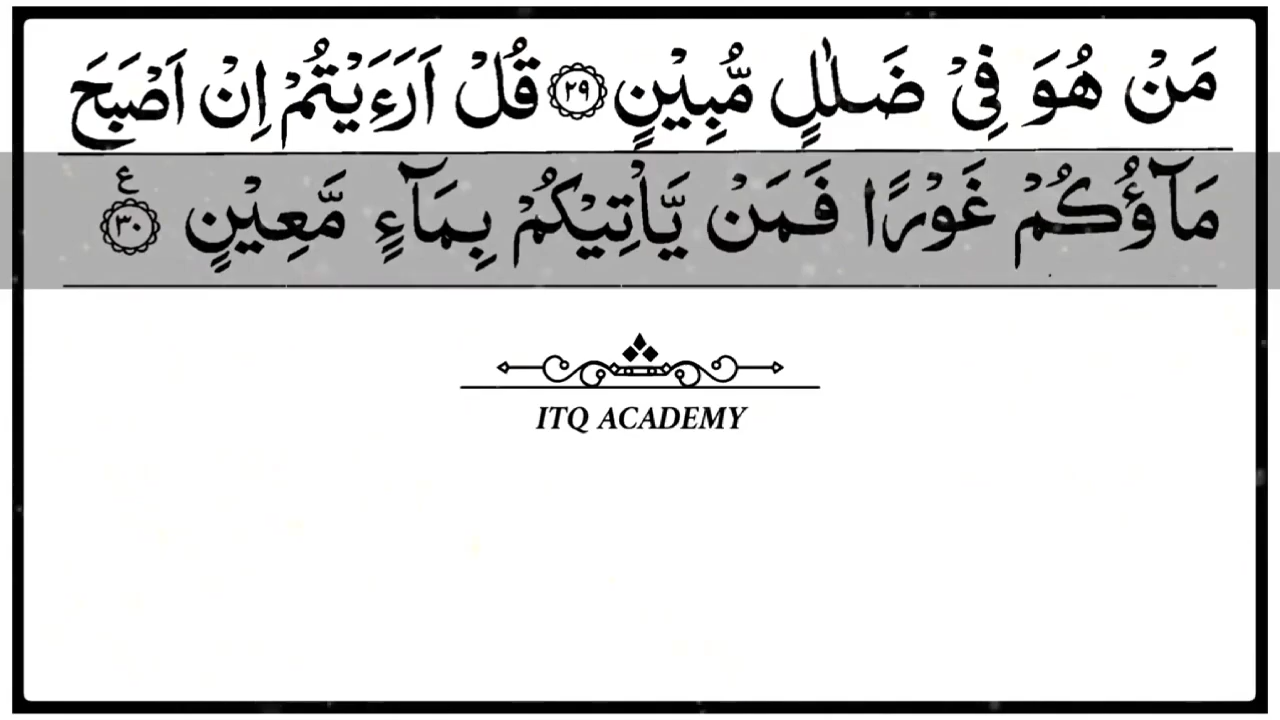 مَنْ هُوَ فِیْ ضَلٰلٍ مُّبِیْنٍ ۝٢٩ قُلْ اَرَءَیْتُمْ اِنْ اَصْبَحَ
مَآؤُكُمْ غَوْرًا فَمَنْ یَّاْتِیْكُمْ بِمَآءٍ مَّعِیْنٍ ۝٣٠ ع
ITQ ACADEMY